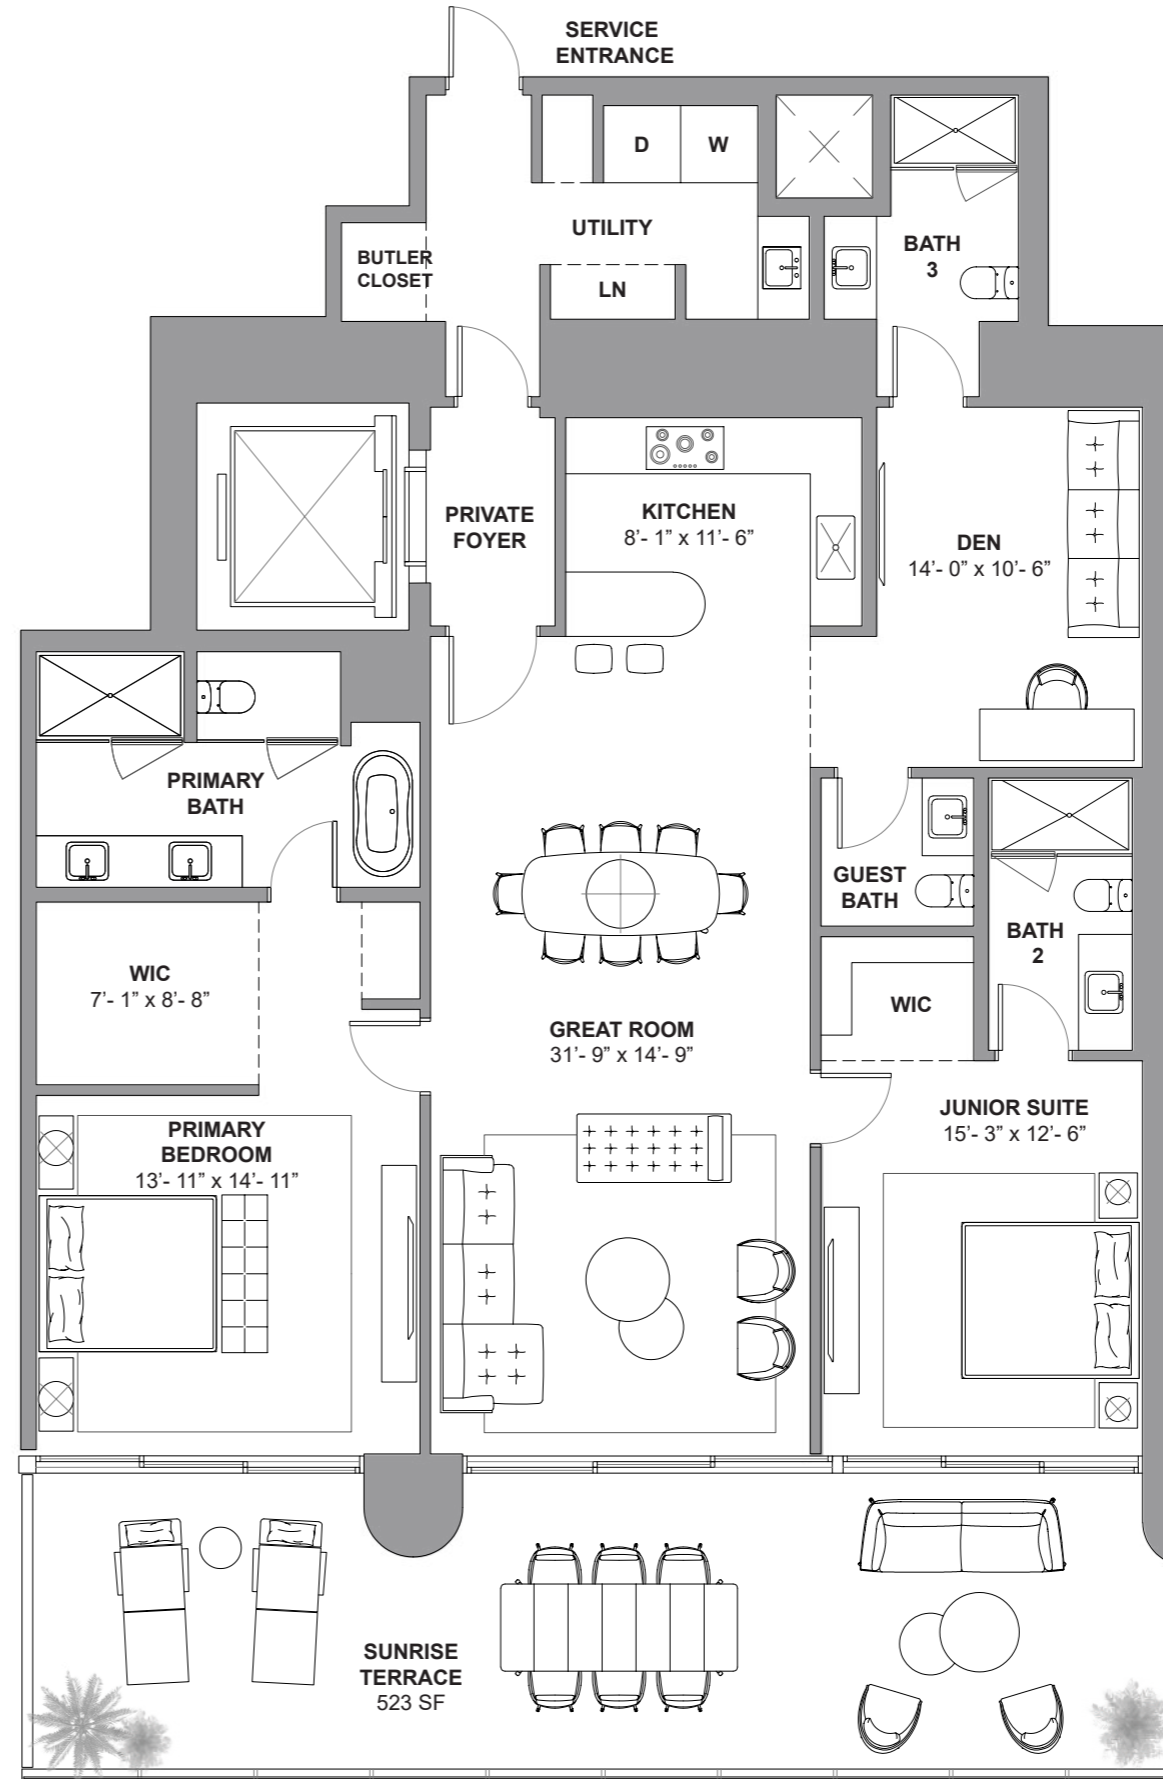 SERVICE
ENTRANCE
D
W
UTILITY
BATH
3
BUTLER
CLOSET
LN
PRIVATE
FOYER
KITCHEN
8’- 1” x 11’- 6”
DEN
14’- 0” x 10’- 6”
PRIMARY
BATH
GUEST
BATH
BATH
2
WIC
7’- 1” x 8’- 8”
WIC
GREAT ROOM
31’- 9” x 14’- 9”
JUNIOR SUITE
15’- 3” x 12’- 6”
PRIMARY
BEDROOM
13’- 11” x 14’- 11”
SUNRISE
TERRACE
523 SF